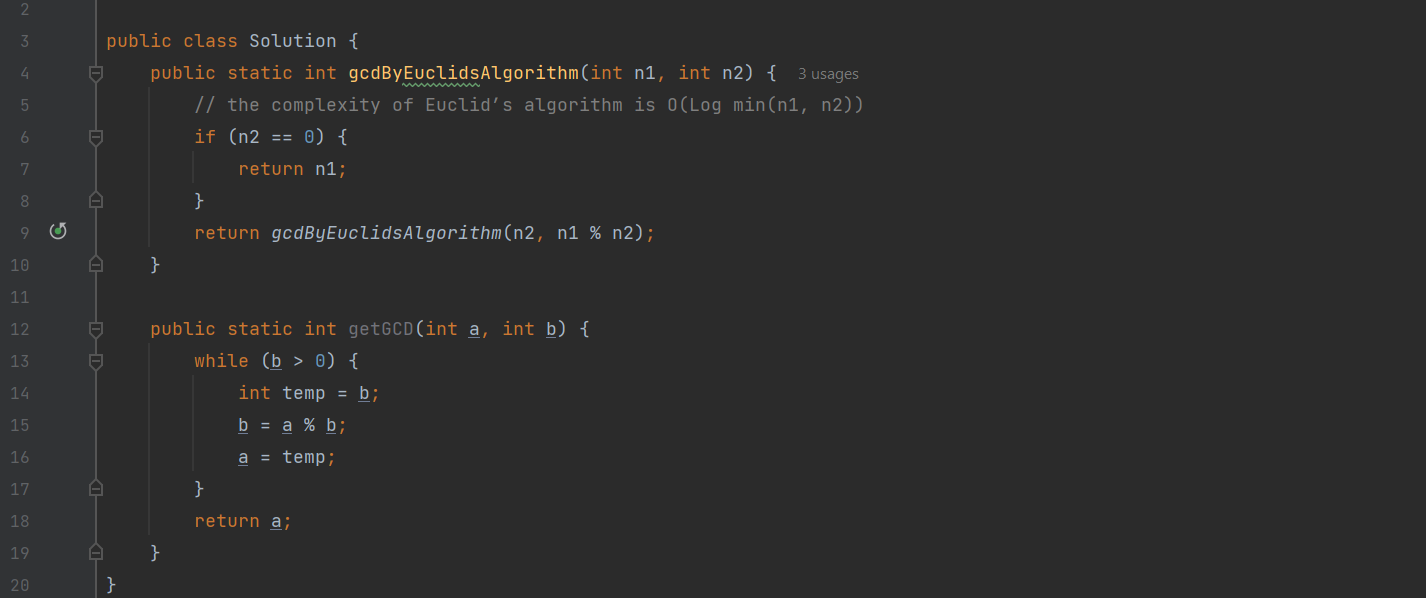 2
3 public class Solution {
4 public static int gcdByEuclidsAlgorithm(int n1, int n2) { 3 usages
5 // the complexity of Euclid’s algorithm is O(Log min(n1, n2))
6 if (n2 == 0) {
7 return n1;
8 }
9 return gcdByEuclidsAlgorithm(n2, n1 % n2);
10 }
11
12 public static int getGCD(int a, int b) {
13 while (b > 0) {
14 int temp = b;
15 b = a % b;
16 a = temp;
17 }
18 return a;
19 }
20 }